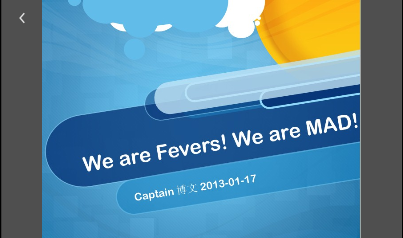 We are Fevers! We are MAD!
Captain 博文 2013-01-17